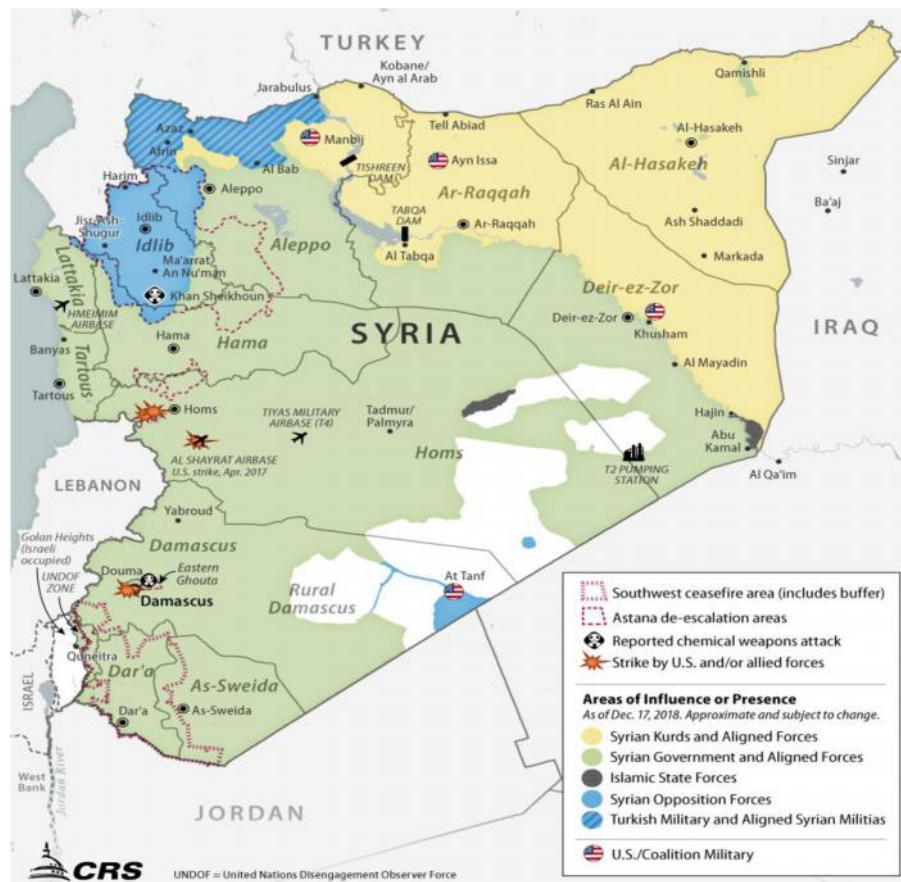 TURKEY
Kobane/
Ayn al Arab
Jarabulus
Qamishli
Ras Al Ain
Azaz
Manbij
Tell Abiad
Al-Hasakeh
Afrin
Ayn Issa
Al-Hasakeh
Sinjar
Al Bab
TISHREEN
DAM
Harim
Aleppo
Ar-Raqqah
Ba'aj
TABQA
DAM
Ar-Raqqah
Ash Shaddadi
Idlib
Jisr-Ash-
Shugur
Idlib
Aleppo
Al Tabqa
Markada
Ma'arrat
An Nu'man
Lattakia
Lattakia
Khan Sheikhoun
Deir-ez-Zor
HMEIMIM
AIRBASE
Deir-ez-Zor
Khusham
IRAQ
SYRIA
Hama
Hama
Banyas
Tartous
Al Mayadin
Tartous
Homs
TIYAS MILITARY
AIRBASE (T4)
Tadmur/
Palmyra
Hajin
Homs
Abu
Kamal
AL SHAYRAT AIRBASE
U.S. strike, Apr. 2017
T2 PUMPING
STATION
Al Qa'im
LEBANON
Yabroud
Golan Heights
(Israeli
occupied)
Damascus
UNDOF
ZONE
Douma
Eastern
Ghouta
Damascus
Rural
Damascus
At Tanf
Quneitra
ISRAEL
Dar'a
As-Sweida
Dar'a
As-Sweida
West
Bank
Jordan River
JORDAN
Southwest ceasefire area (includes buffer)
Astana de-escalation areas
Reported chemical weapons attack
Strike by U.S. and/or allied forces
Areas of Influence or Presence
As of Dec. 17, 2018. Approximate and subject to change.
Syrian Kurds and Aligned Forces
Syrian Government and Aligned Forces
Islamic State Forces
Syrian Opposition Forces
Turkish Military and Aligned Syrian Militias
U.S./Coalition Military
CRS
UNDOF = United Nations Disengagement Observer Force